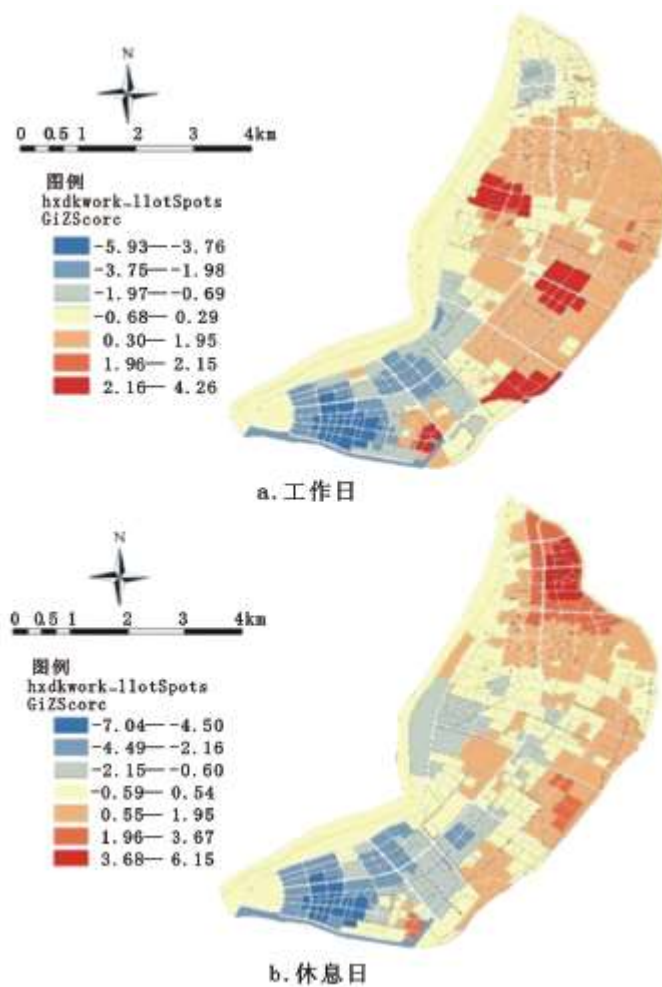 N
0 0.5 1 2 3 4km
图例
hxdkwork_llotSpots
GiZScorc
-5.93— -3.76
-3.75— -1.98
-1.97— -0.69
-0.68— 0.29
0.30— 1.95
1.96— 2.15
2.16— 4.26
a.工作日
N
0 0.5 1 2 3 4km
图例
hxdkwork_llotSpots
GiZScorc
-7.04— -4.50
-4.49— -2.16
-2.15— -0.60
-0.59— 0.54
0.55— 1.95
1.96— 3.67
3.68— 6.15
b.休息日